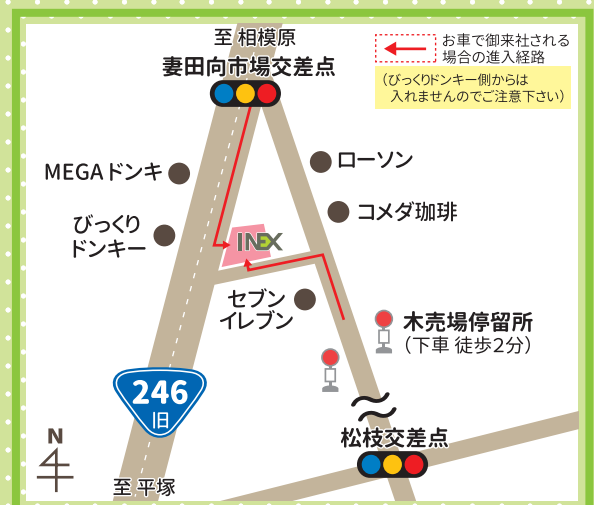 至 相模原
妻田向市場交差点
お車で御来社される
場合の進入経路
（びっくりドンキー側からは
入れませんのでご注意下さい）
MEGAドンキ
ローソン
コメダ珈琲
びっくり
ドンキー
INEX
セブン
イレブン
木売場停留所
（下車 徒歩2分）
246
旧
松枝交差点
N
至 平塚